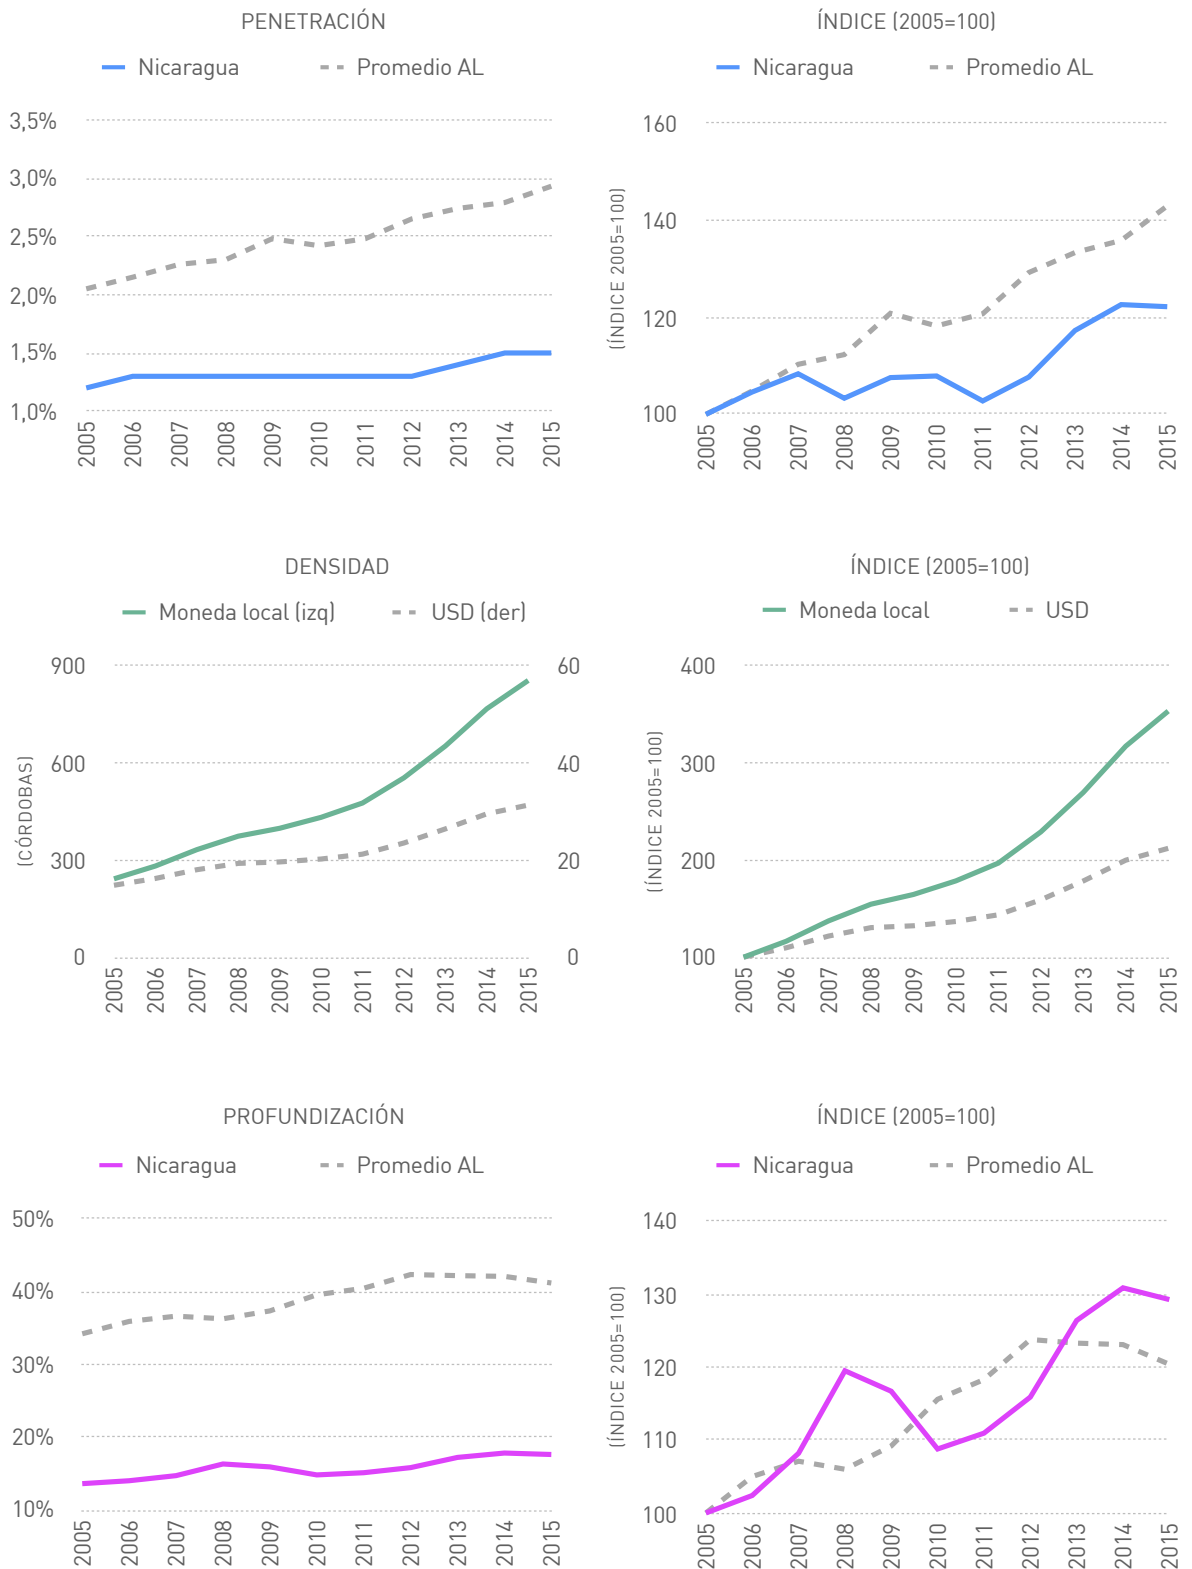 PENETRACIÓN
Nicaragua Promedio AL
3,5%
3,0%
2,5%
2,0%
1,5%
1,0%
2005 2006 2007 2008 2009 2010 2011 2012 2013 2014 2015
ÍNDICE (2005=100)
Nicaragua Promedio AL
(ÍNDICE 2005=100)
160
140
120
100
2005 2006 2007 2008 2009 2010 2011 2012 2013 2014 2015
DENSIDAD
Moneda local (izq) USD (der)
(CÓRDOBAS)
900 60
600 40
300 20
0 0
2005 2006 2007 2008 2009 2010 2011 2012 2013 2014 2015
ÍNDICE (2005=100)
Moneda local USD
(ÍNDICE 2005=100)
400
300
200
100
2005 2006 2007 2008 2009 2010 2011 2012 2013 2014 2015
PROFUNDIZACIÓN
Nicaragua Promedio AL
50%
40%
30%
20%
10%
2005 2006 2007 2008 2009 2010 2011 2012 2013 2014 2015
ÍNDICE (2005=100)
Nicaragua Promedio AL
(ÍNDICE 2005=100)
140
130
120
110
100
2005 2006 2007 2008 2009 2010 2011 2012 2013 2014 2015